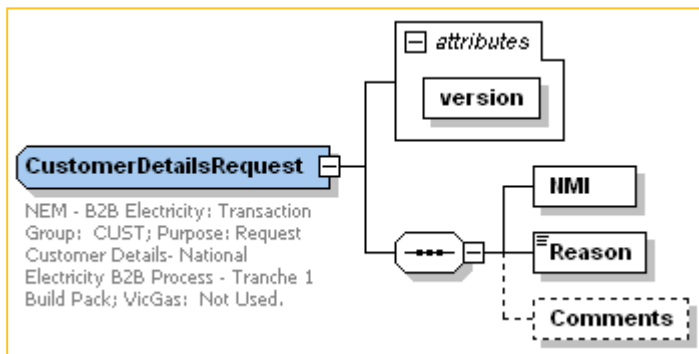 attributes
version
CustomerDetailsRequest
NEM - B2B Electricity: Transaction
Group:  CUST; Purpose: Request
Customer Details- National
Electricity B2B Process - Tranche 1
Build Pack; VicGas:  Not Used.
NMI
Reason
Comments